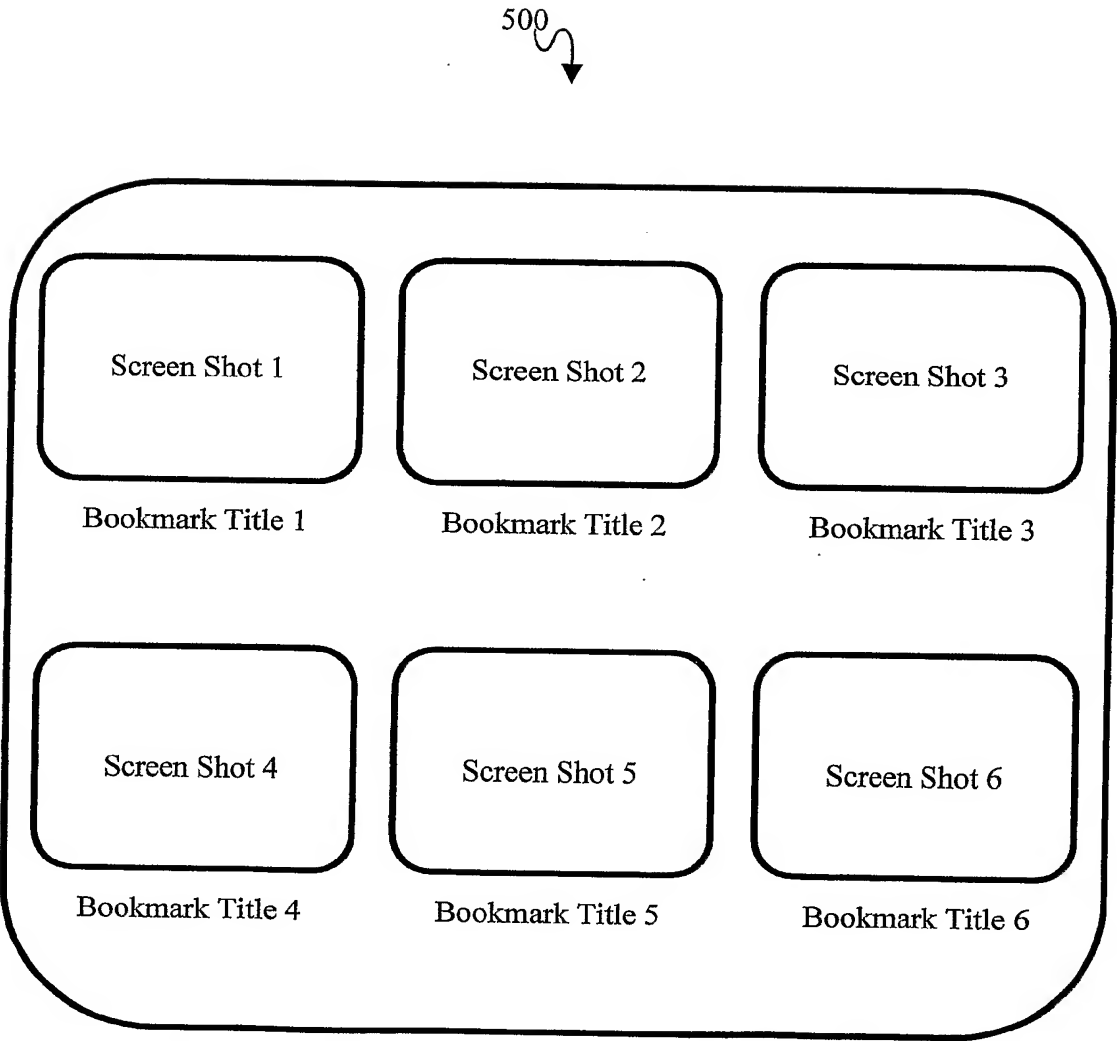 500
Screen Shot 1
Screen Shot 2
Screen Shot 3
Bookmark Title 1
Bookmark Title 2
Bookmark Title 3
Screen Shot 4
Screen Shot 5
Screen Shot 6
Bookmark Title 4
Bookmark Title 5
Bookmark Title 6